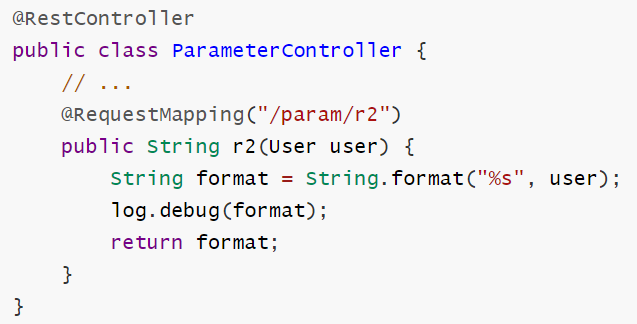 @RestController
public class ParameterController {
    // ...
    @RequestMapping("/param/r2")
    public String r2(User user) {
        String format = String.format("%s", user);
        log.debug(format);
        return format;
    }
}